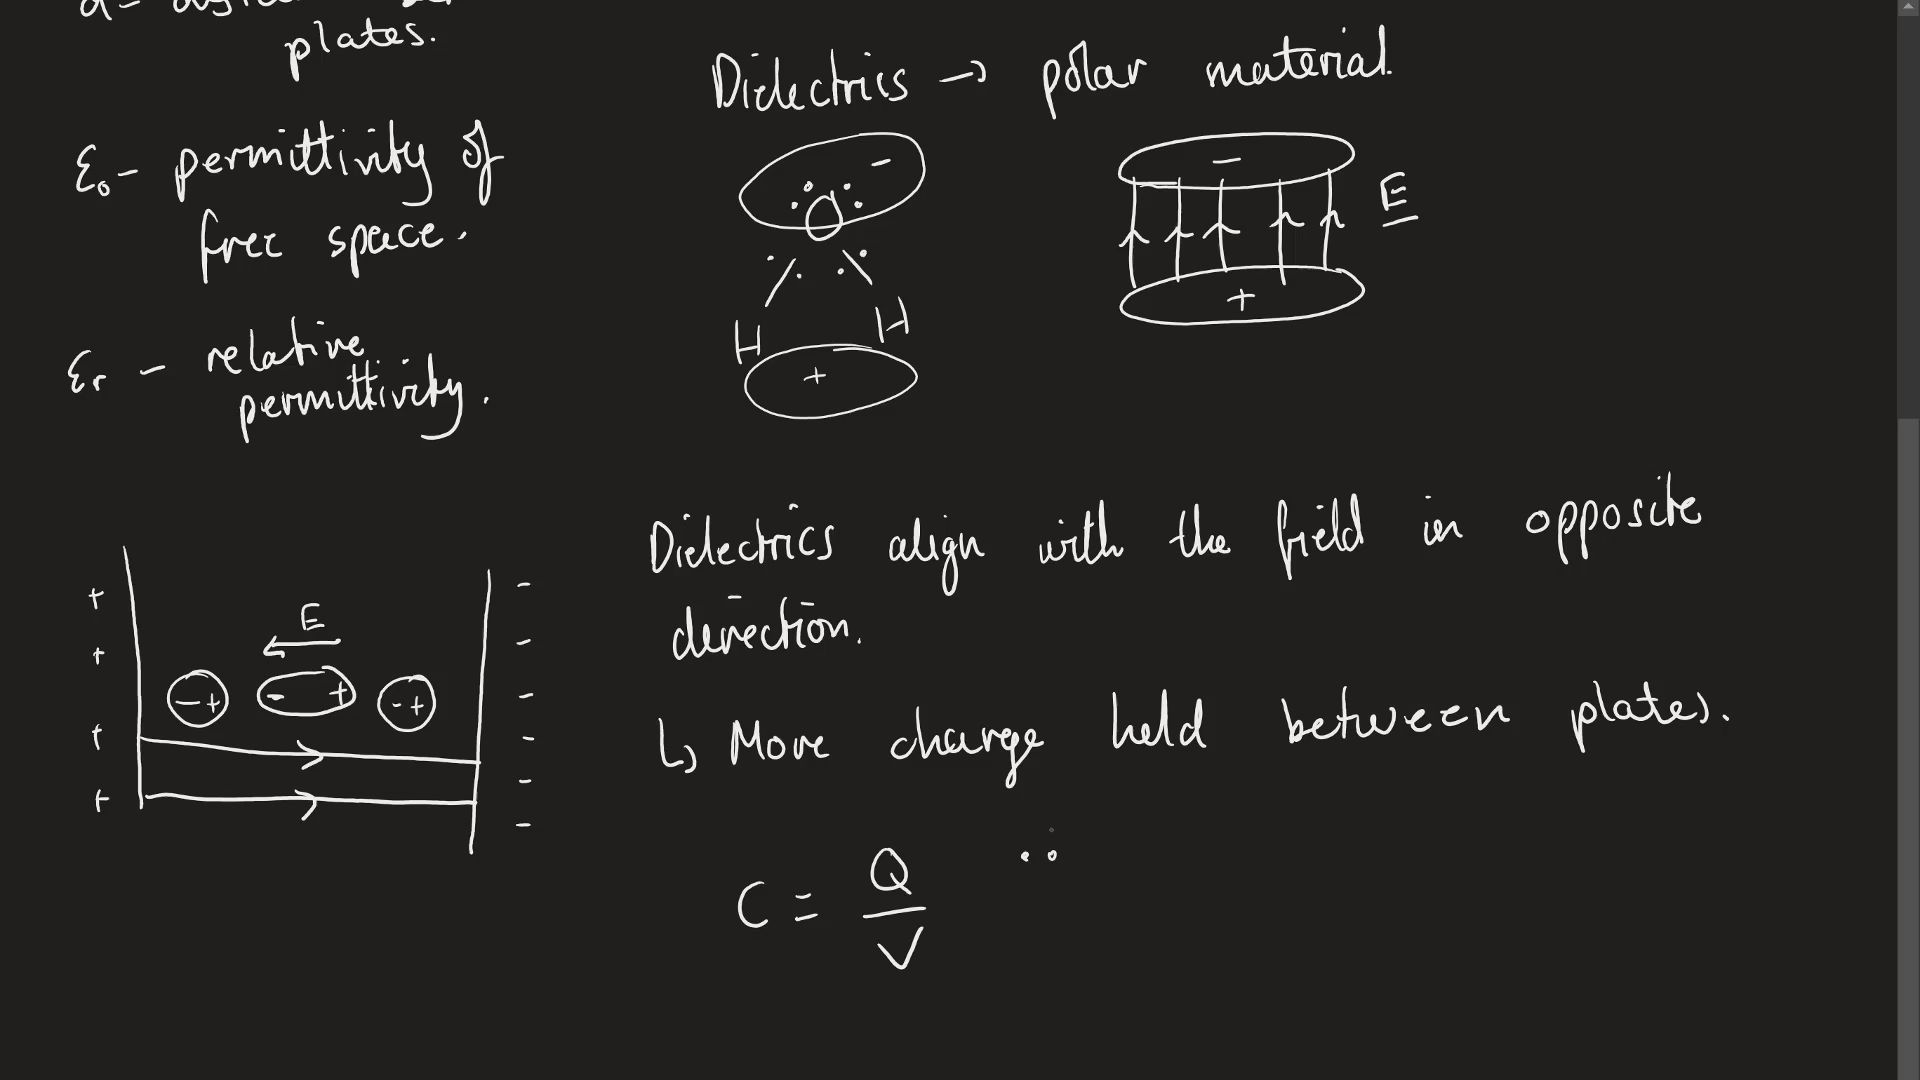 plates.
ε₀ - permittivity of
free space.
εr - relative
permittivity.
Dielectrics → polar material.
-
O
H H
+
-
E
+
+ + + +
E
- + - + - +
- - - - - -
Dielectrics align with the field in opposite
direction.
↳ More charge held between plates.
C = Q
V